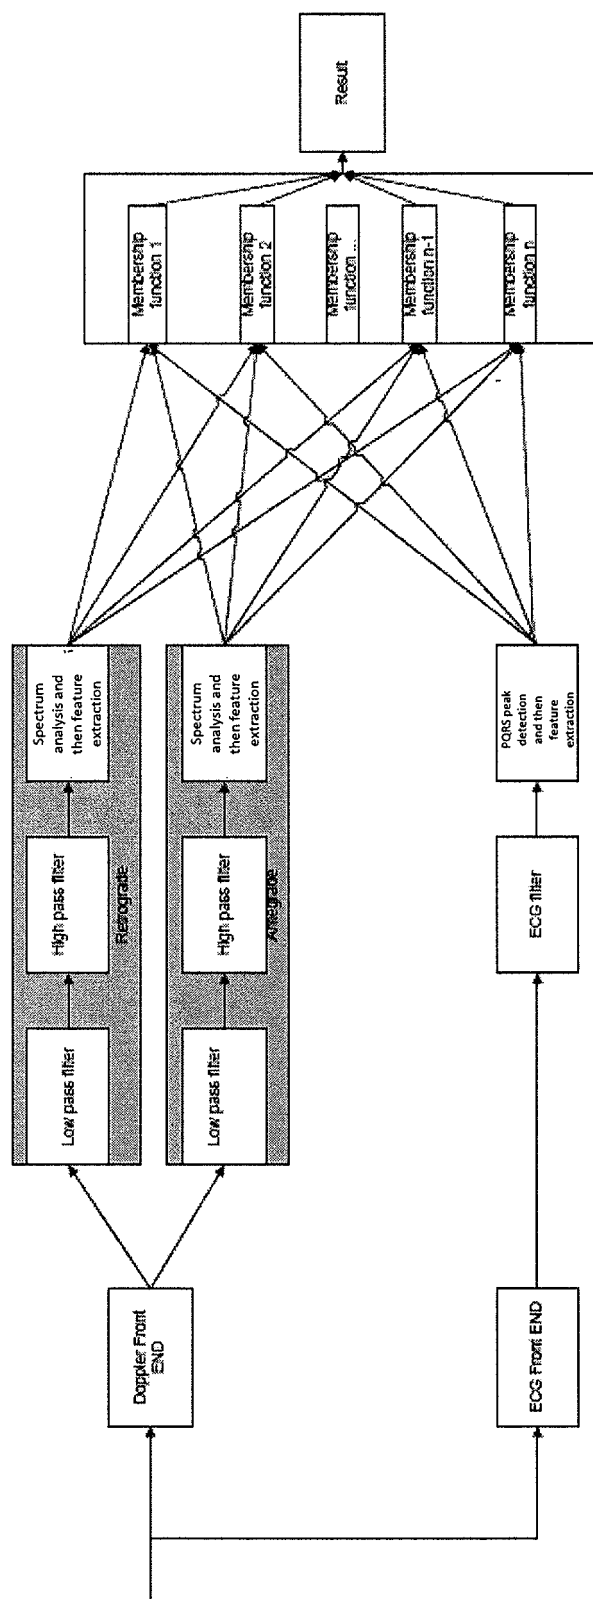 Doppler Front
END
ECG Front END
Low pass filter
High pass filter
Spectrum
analysis and
then feature
extraction
Retrograde
Low pass filter
High pass filter
Spectrum
analysis and
then feature
extraction
Antegrade
ECG filter
PQRS peak
detection
and then
feature
extraction
Membership
function 1
Membership
function 2
Membership
function ...
Membership
function n-1
Membership
function n
Result